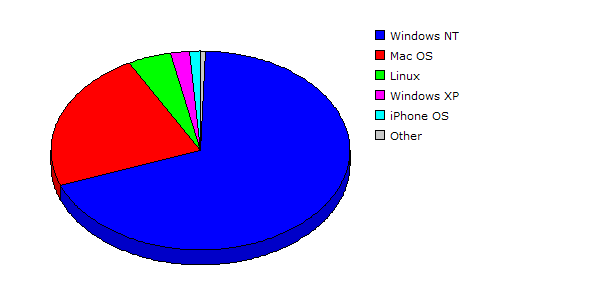 Windows NT
Mac OS
Linux
Windows XP
iPhone OS
Other